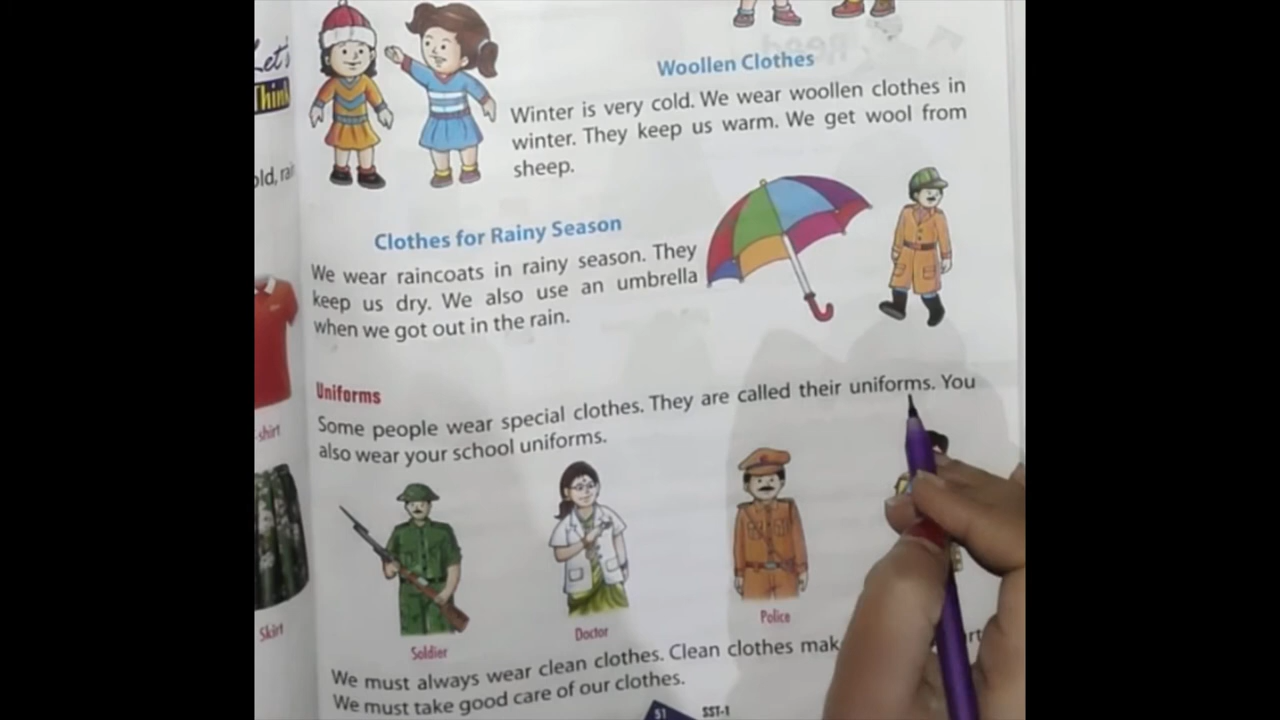 Let's
Think
Woollen Clothes
Winter is very cold. We wear woollen clothes in
winter. They keep us warm. We get wool from
sheep.
Clothes for Rainy Season
We wear raincoats in rainy season. They
keep us dry. We also use an umbrella
when we got out in the rain.
Uniforms
Some people wear special clothes. They are called their uniforms. You
also wear your school uniforms.
-shirt
Skirt
Soldier
Doctor
Police
We must always wear clean clothes. Clean clothes
We must take good care of our clothes.
51
SST-1